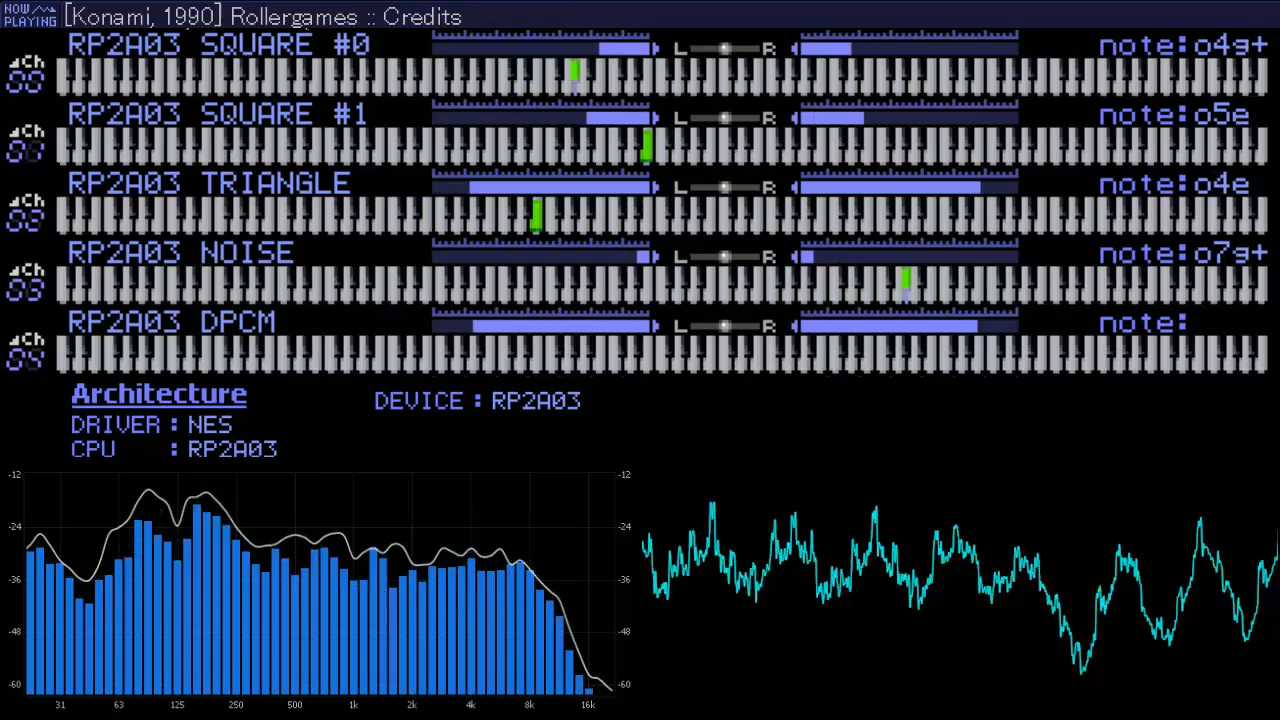 NOW PLAYING [Konami, 1990] Rollergames :: Credits
RP2A03 SQUARE #0 L R note:o4g+
Ch 00
RP2A03 SQUARE #1 L R note:o5e
Ch
RP2A03 TRIANGLE L R note:o4e
Ch
RP2A03 NOISE L R note:o7g+
Ch 03
RP2A03 DPCM L R note:
Ch
Architecture
DEVICE : RP2A03
DRIVER : NES
CPU : RP2A03
-12 -12
-24 -24
-36 -36
-48 -48
-60 -60
31 63 125 250 500 1k 2k 4k 8k 16k